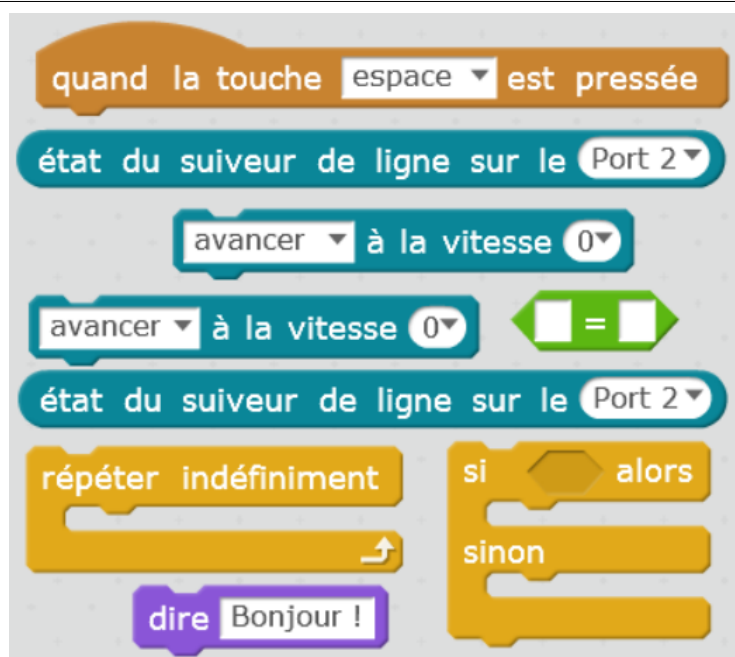 quand la touche espace est pressée
état du suiveur de ligne sur le Port 2
avancer à la vitesse 0
avancer à la vitesse 0
=
état du suiveur de ligne sur le Port 2
répéter indéfiniment
si alors
sinon
dire Bonjour !